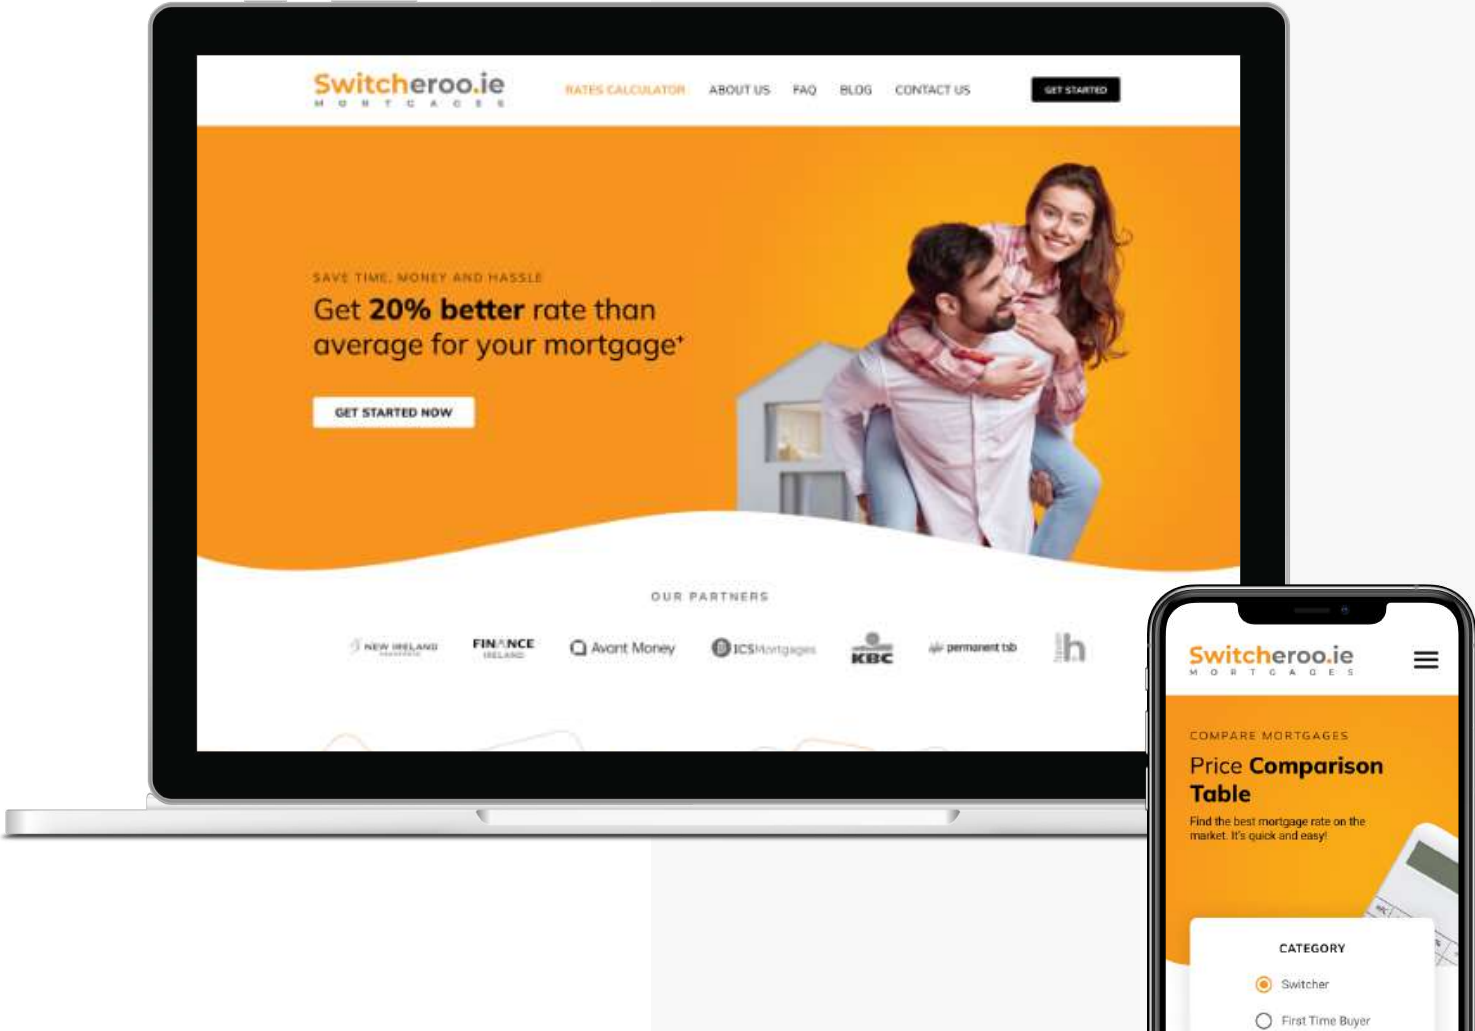 Switcheroo.ie
MORTGAGES
RATES CALCULATOR
ABOUT US
FAQ
BLOG
CONTACT US
GET STARTED
SAVE TIME, MONEY AND HASSLE
Get 20% better rate than
average for your mortgage+
GET STARTED NOW
OUR PARTNERS
NEW IRELAND
FINANCE
IRELAND
Avant Money
ICSMortgages
KBC
permanent tsb
h
Switcheroo.ie
MORTGAGES
COMPARE MORTGAGES
Price Comparison
Table
Find the best mortgage rate on the
market. It's quick and easy!
CATEGORY
Switcher
First Time Buyer